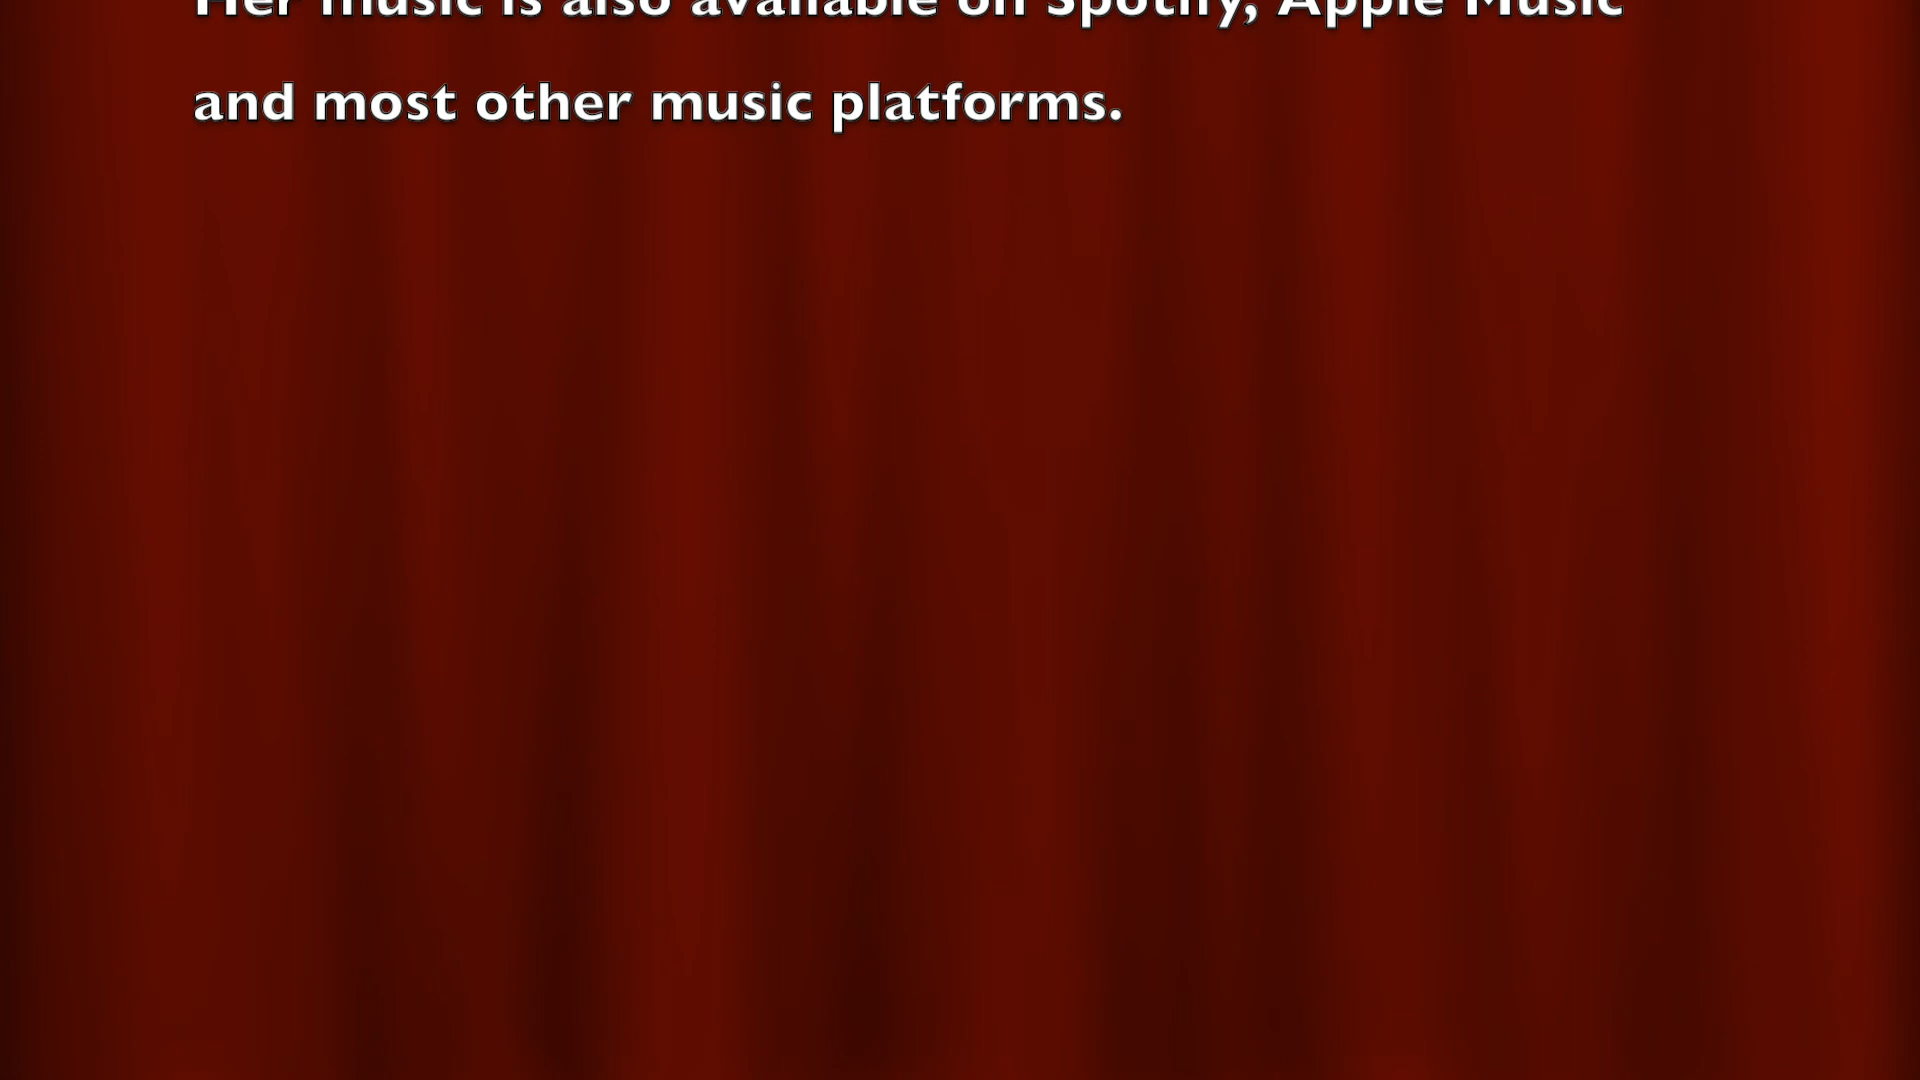 Her music is also available on Spotify, Apple Music
and most other music platforms.